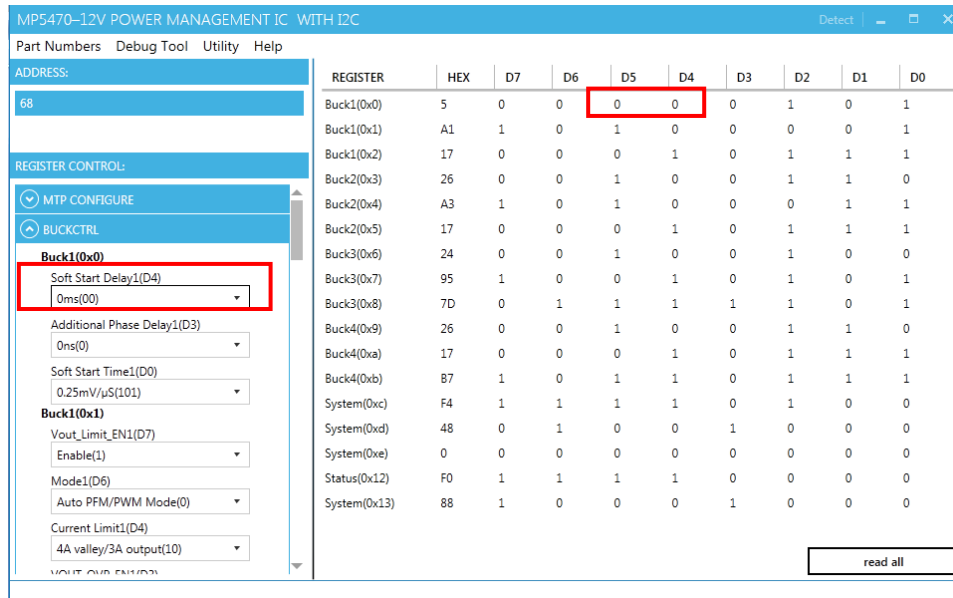 MP5470–12V POWER MANAGEMENT IC WITH I2C
Detect
Part Numbers Debug Tool Utility Help
ADDRESS:
68
REGISTER CONTROL:
MTP CONFIGURE
BUCKCTRL
Buck1(0x0)
Soft Start Delay1(D4)
0ms(00)
Additional Phase Delay1(D3)
0ns(0)
Soft Start Time1(D0)
0.25mV/µS(101)
Buck1(0x1)
Vout_Limit_EN1(D7)
Enable(1)
Mode1(D6)
Auto PFM/PWM Mode(0)
Current Limit1(D4)
4A valley/3A output(10)
VOUT_OVP_EN1(D3)
REGISTER HEX D7 D6 D5 D4 D3 D2 D1 D0
Buck1(0x0) 5 0 0 0 0 0 1 0 1
Buck1(0x1) A1 1 0 1 0 0 0 0 1
Buck1(0x2) 17 0 0 0 1 0 1 1 1
Buck2(0x3) 26 0 0 1 0 0 1 1 0
Buck2(0x4) A3 1 0 1 0 0 0 1 1
Buck2(0x5) 17 0 0 0 1 0 1 1 1
Buck3(0x6) 24 0 0 1 0 0 1 0 0
Buck3(0x7) 95 1 0 0 1 0 1 0 1
Buck3(0x8) 7D 0 1 1 1 1 1 0 1
Buck4(0x9) 26 0 0 1 0 0 1 1 0
Buck4(0xa) 17 0 0 0 1 0 1 1 1
Buck4(0xb) B7 1 0 1 1 0 1 1 1
System(0xc) F4 1 1 1 1 0 1 0 0
System(0xd) 48 0 1 0 0 1 0 0 0
System(0xe) 0 0 0 0 0 0 0 0 0
Status(0x12) F0 1 1 1 1 0 0 0 0
System(0x13) 88 1 0 0 0 1 0 0 0
read all